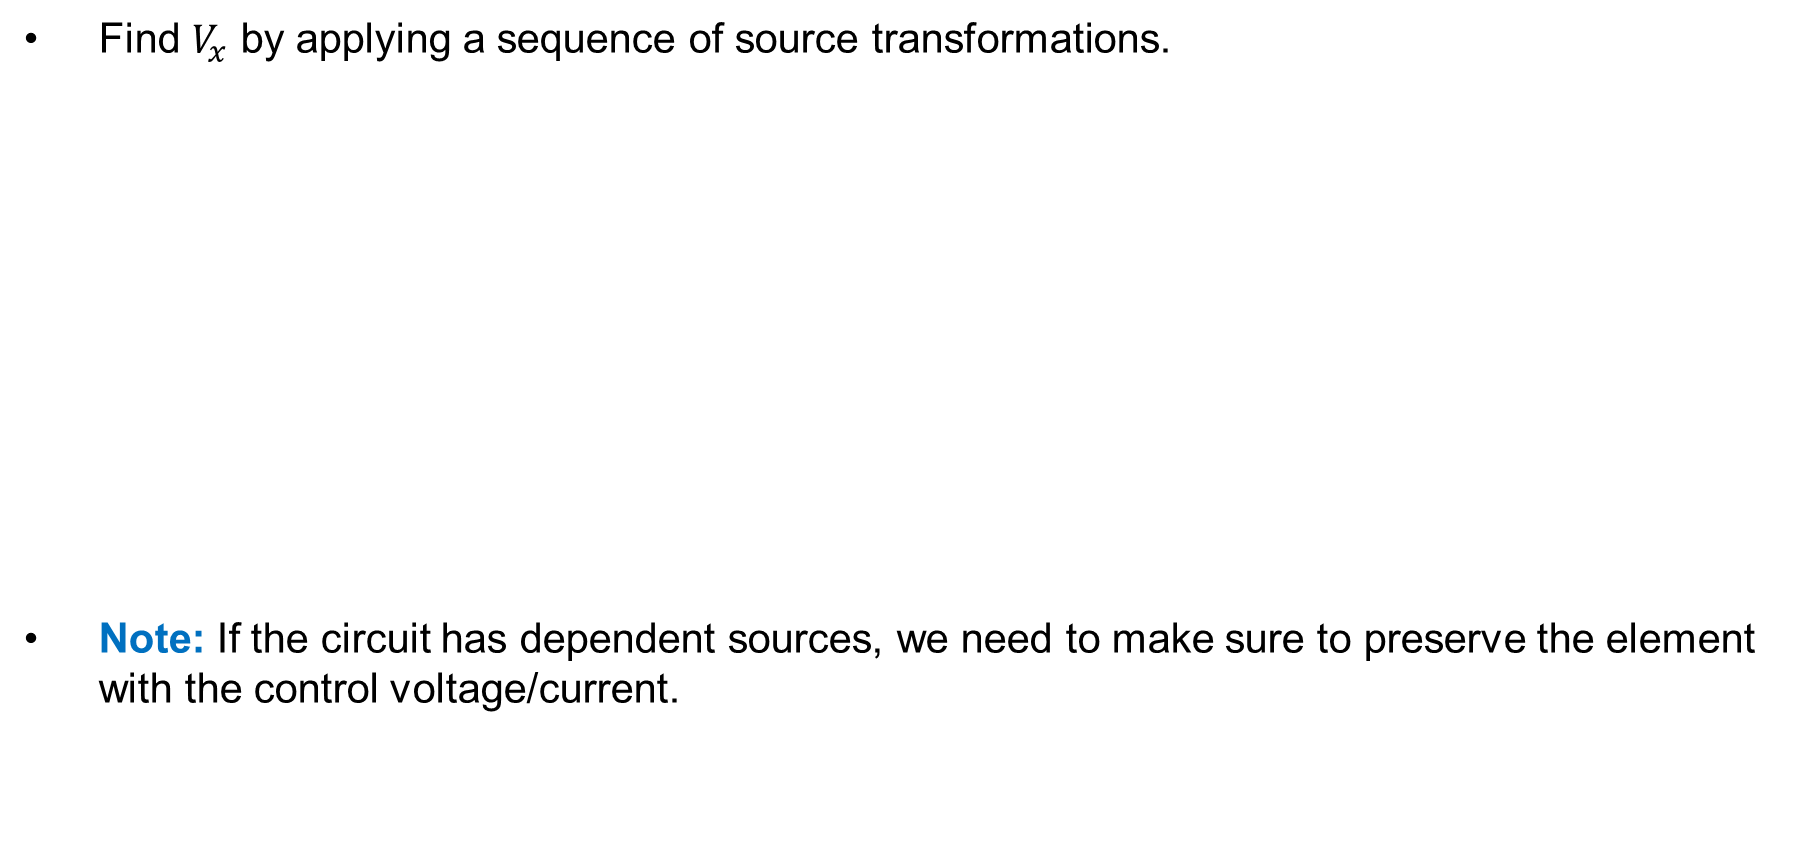 • Find Vₓ by applying a sequence of source transformations.
• Note: If the circuit has dependent sources, we need to make sure to preserve the element
with the control voltage/current.